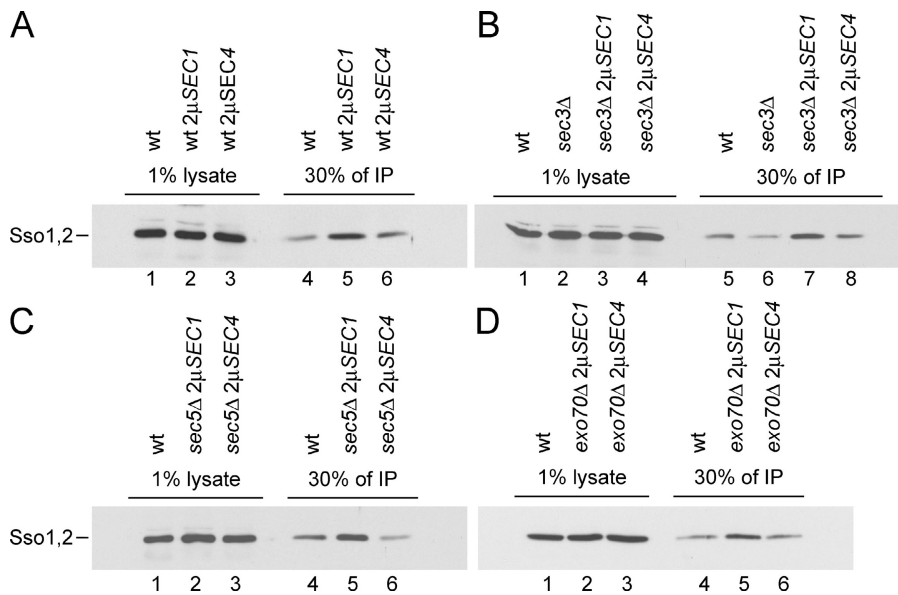 A
wt
wt 2µSEC1
wt 2µSEC4
1% lysate
30% of IP
wt
wt 2µSEC1
wt 2µSEC4
Sso1,2
1 2 3 4 5 6
B
wt
sec3Δ
sec3Δ 2µSEC1
sec3Δ 2µSEC4
1% lysate
30% of IP
wt
sec3Δ
sec3Δ 2µSEC1
sec3Δ 2µSEC4
1 2 3 4 5 6 7 8
C
wt
sec5Δ 2µSEC1
sec5Δ 2µSEC4
1% lysate
30% of IP
wt
sec5Δ 2µSEC1
sec5Δ 2µSEC4
Sso1,2
1 2 3 4 5 6
D
wt
exo70Δ 2µSEC1
exo70Δ 2µSEC4
1% lysate
30% of IP
wt
exo70Δ 2µSEC1
exo70Δ 2µSEC4
1 2 3 4 5 6